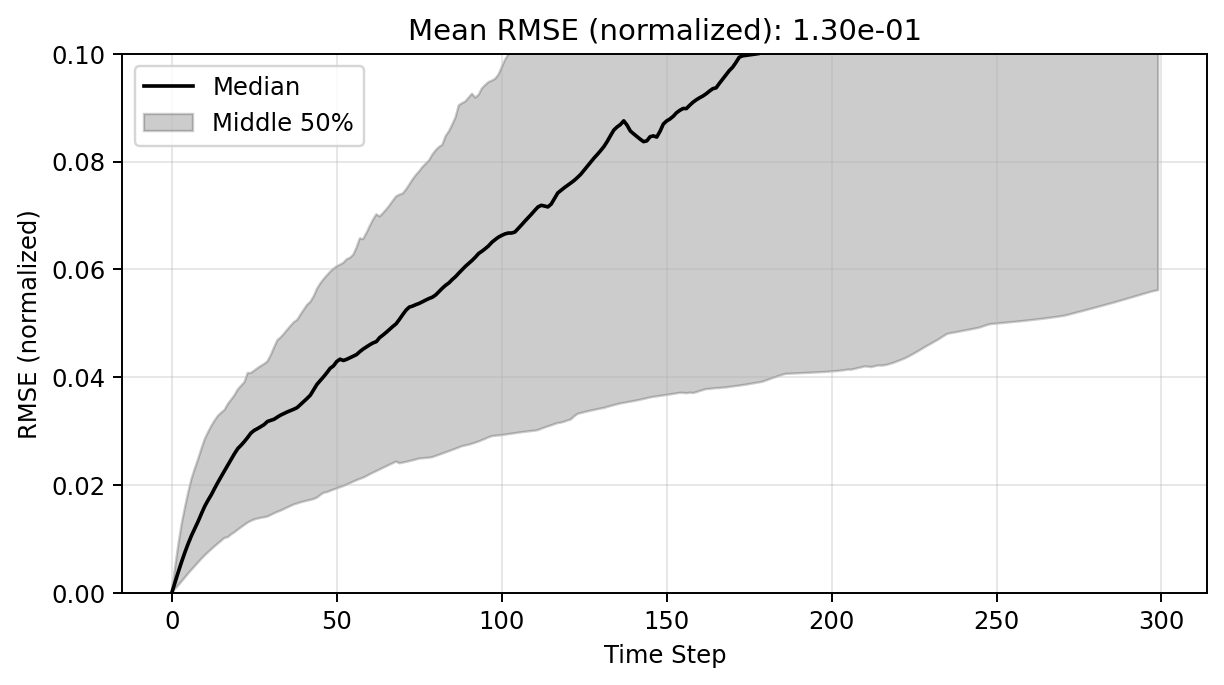 Mean RMSE (normalized): 1.30e-01
0.10
0.08
0.06
0.04
0.02
0.00
RMSE (normalized)
Median
Middle 50%
0 50 100 150 200 250 300
Time Step